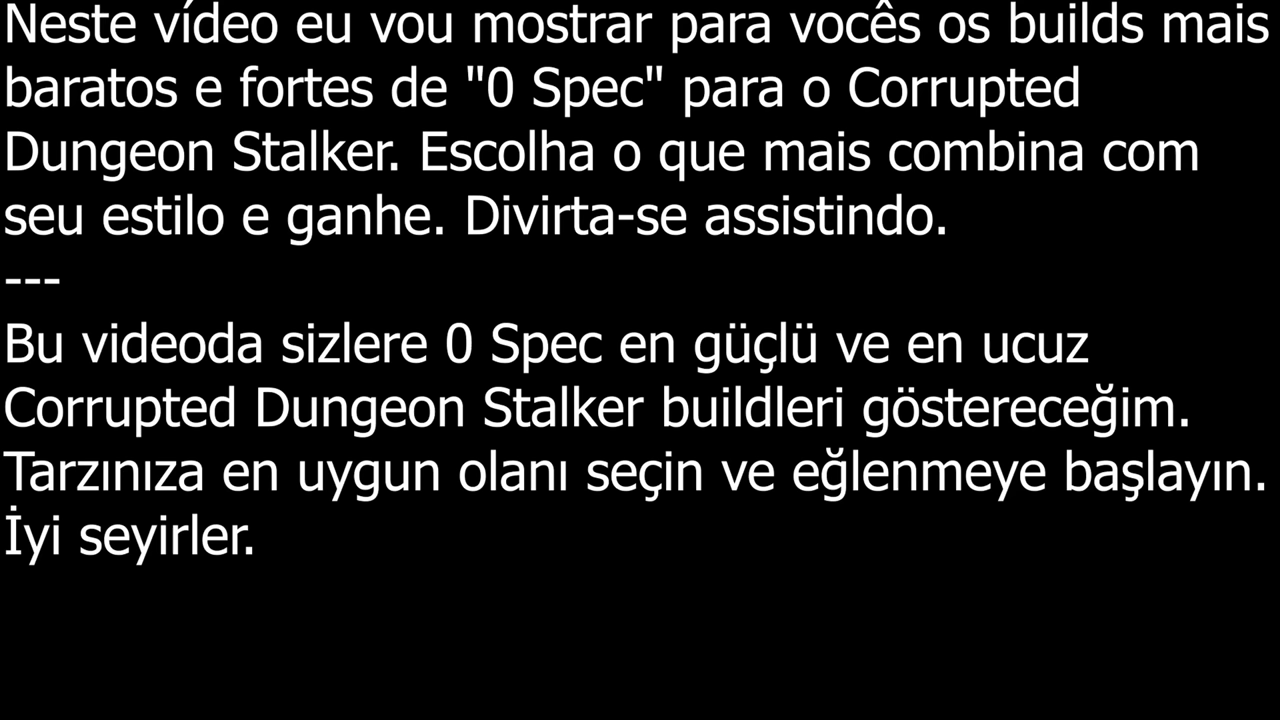 Neste vídeo eu vou mostrar para vocês os builds mais
baratos e fortes de "0 Spec" para o Corrupted
Dungeon Stalker. Escolha o que mais combina com
seu estilo e ganhe. Divirta-se assistindo.
---
Bu videoda sizlere 0 Spec en güçlü ve en ucuz
Corrupted Dungeon Stalker buildleri göstereceğim.
Tarzınıza en uygun olanı seçin ve eğlenmeye başlayın.
İyi seyirler.